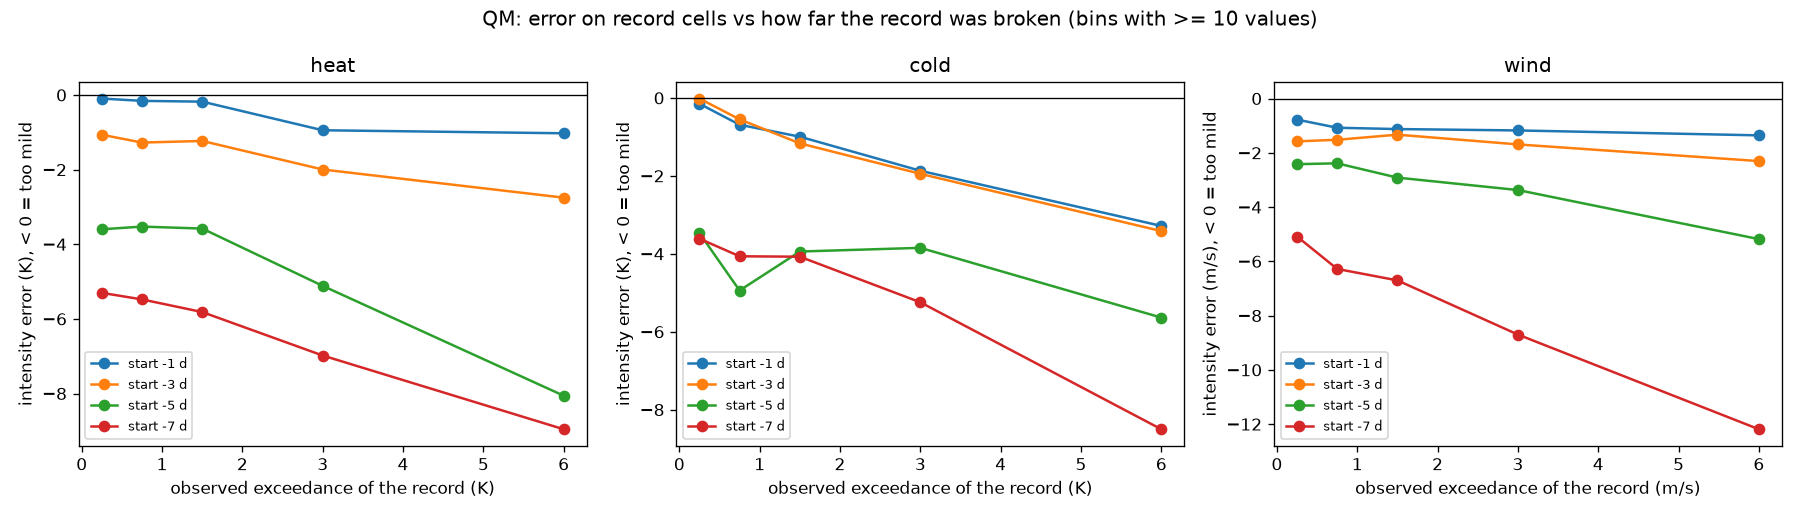 QM: error on record cells vs how far the record was broken (bins with >= 10 values)
heat
intensity error (K), < 0 = too mild
0
−2
−4
−6
−8
start -1 d
start -3 d
start -5 d
start -7 d
0 1 2 3 4 5 6
observed exceedance of the record (K)
cold
intensity error (K), < 0 = too mild
0
−2
−4
−6
−8
start -1 d
start -3 d
start -5 d
start -7 d
0 1 2 3 4 5 6
observed exceedance of the record (K)
wind
intensity error (m/s), < 0 = too mild
0
−2
−4
−6
−8
−10
−12
start -1 d
start -3 d
start -5 d
start -7 d
0 1 2 3 4 5 6
observed exceedance of the record (m/s)